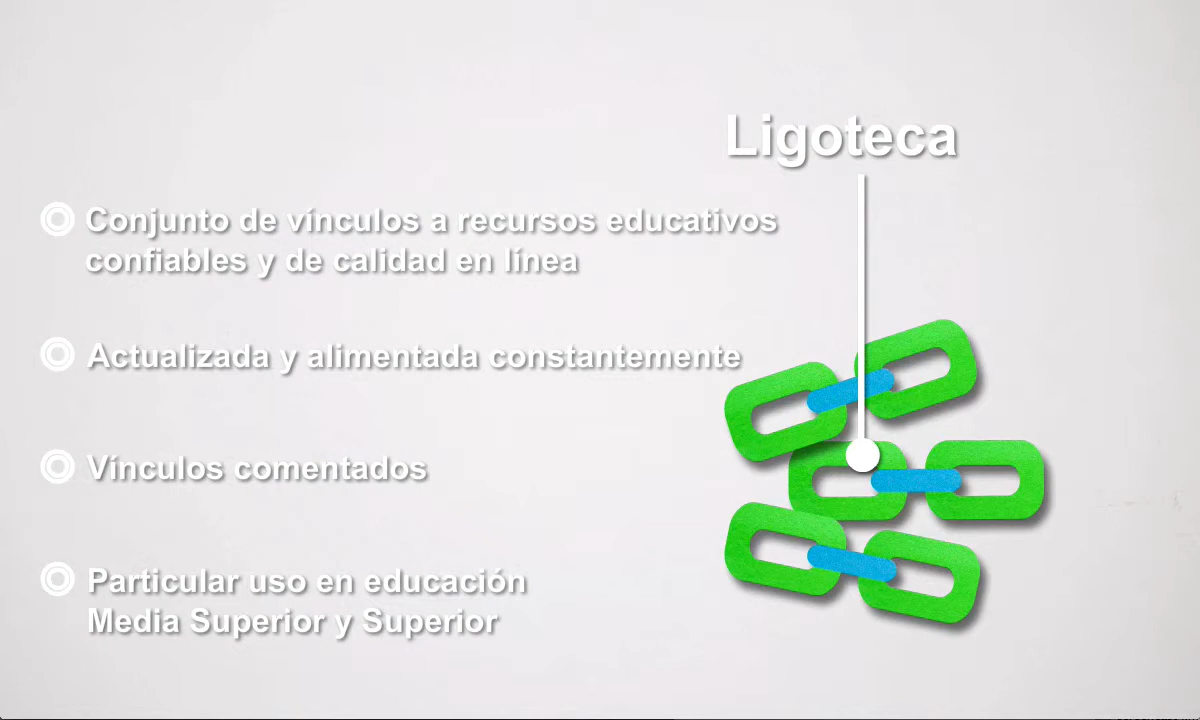 Ligoteca
Conjunto de vínculos a recursos educativos
confiables y de calidad en línea
Actualizada y alimentada constantemente
Vínculos comentados
Particular uso en educación
Media Superior y Superior